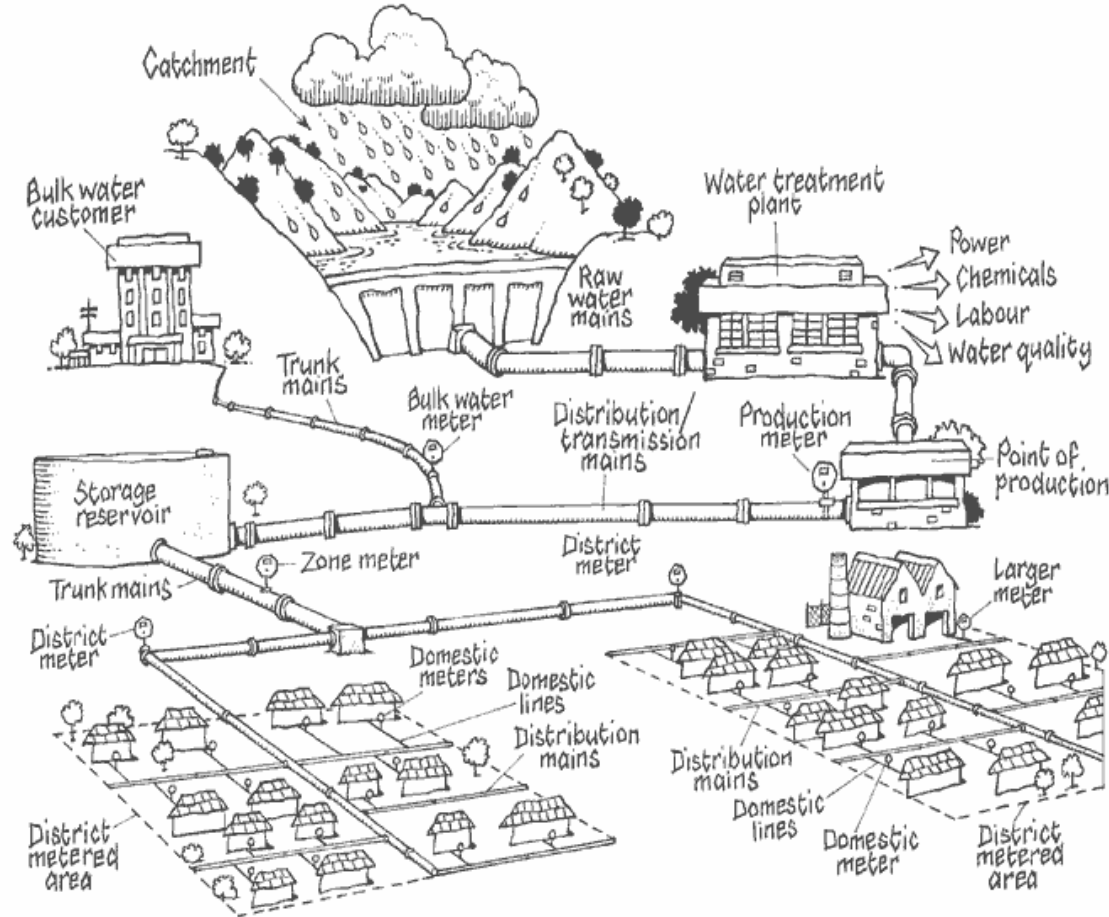 Catchment
Bulk water
customer
Water treatment
plant
Power
Chemicals
Labour
Water quality
Raw
water
mains
Trunk
mains
Bulk water
meter
Distribution
transmission
mains
Production
meter
Point of
production
Storage
reservoir
Zone meter
District
meter
Trunk mains
Larger
meter
District
meter
Domestic
meters
Domestic
lines
Distribution
mains
Distribution
mains
Domestic
lines
Domestic
meter
District
metered
area
District
metered area